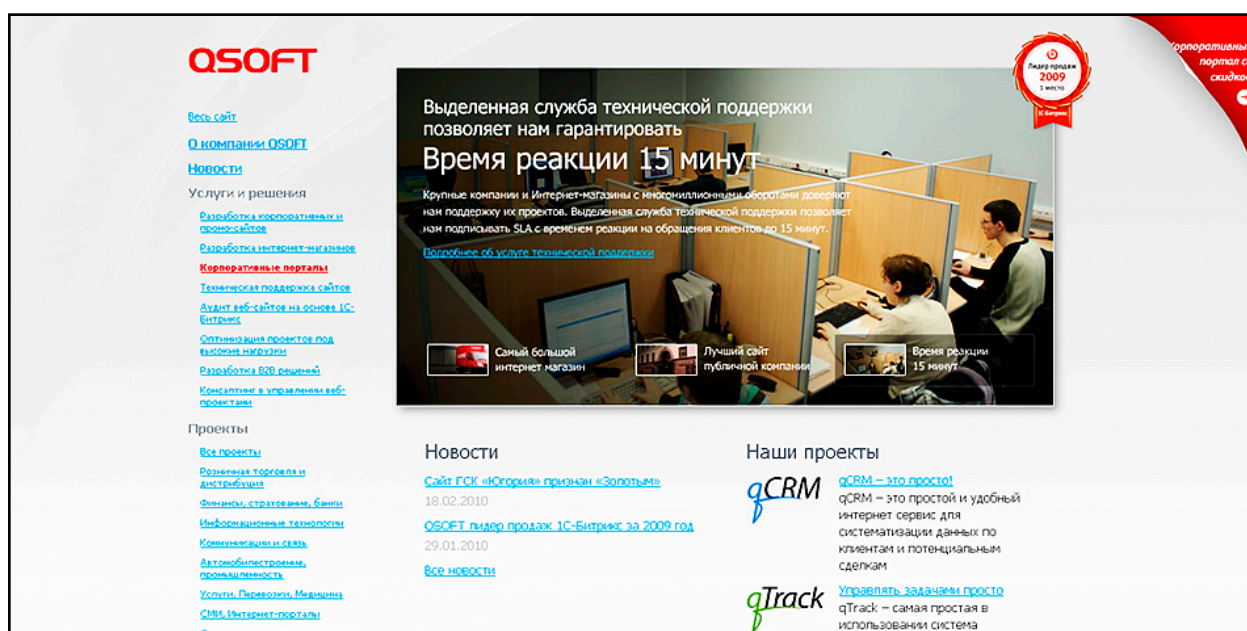 QSOFT
Весь сайт
О компании QSOFT
Новости
Услуги и решения
Разработка корпоративных и
промо-сайтов
Разработка интернет-магазинов
Корпоративные порталы
Техническая поддержка сайтов
Аудит веб-сайтов на основе 1С-
Битрикс
Оптимизация проектов под
высокие нагрузки
Разработка B2B решений
Консалтинг в управлении веб-
проектами
Проекты
Все проекты
Розничная торговля и
дистрибуция
Финансы, страхование, банки
Информационные технологии
Коммуникации и связь
Автомобилестроение,
промышленность
Услуги, Перевозки, Медицина
СМИ, Интернет-порталы
Выделенная служба технической поддержки
позволяет нам гарантировать
Время реакции 15 минут
Крупные компании и Интернет-магазины с многомиллионными оборотами доверяют
нам поддержку их проектов. Выделенная служба технической поддержки позволяет
нам подписывать SLA с временем реакции на обращения клиентов до 15 минут.
Подробнее об услуге технической поддержки
Самый большой
интернет магазин
Лучший сайт
публичной компании
Время реакции
15 минут
Лидер продаж
2009
1 место
1С-Битрикс
портал
Новости
Сайт ГСК «Югория» признан «Золотым»
18.02.2010
QSOFT лидер продаж 1С-Битрикс за 2009 год
29.01.2010
Все новости
Наши проекты
qCRM
qCRM – это просто!
qCRM – это простой и удобный
интернет сервис для
систематизации данных по
клиентам и потенциальным
сделкам
qTrack
Управлять задачами просто
qTrack – самая простая в
использовании система